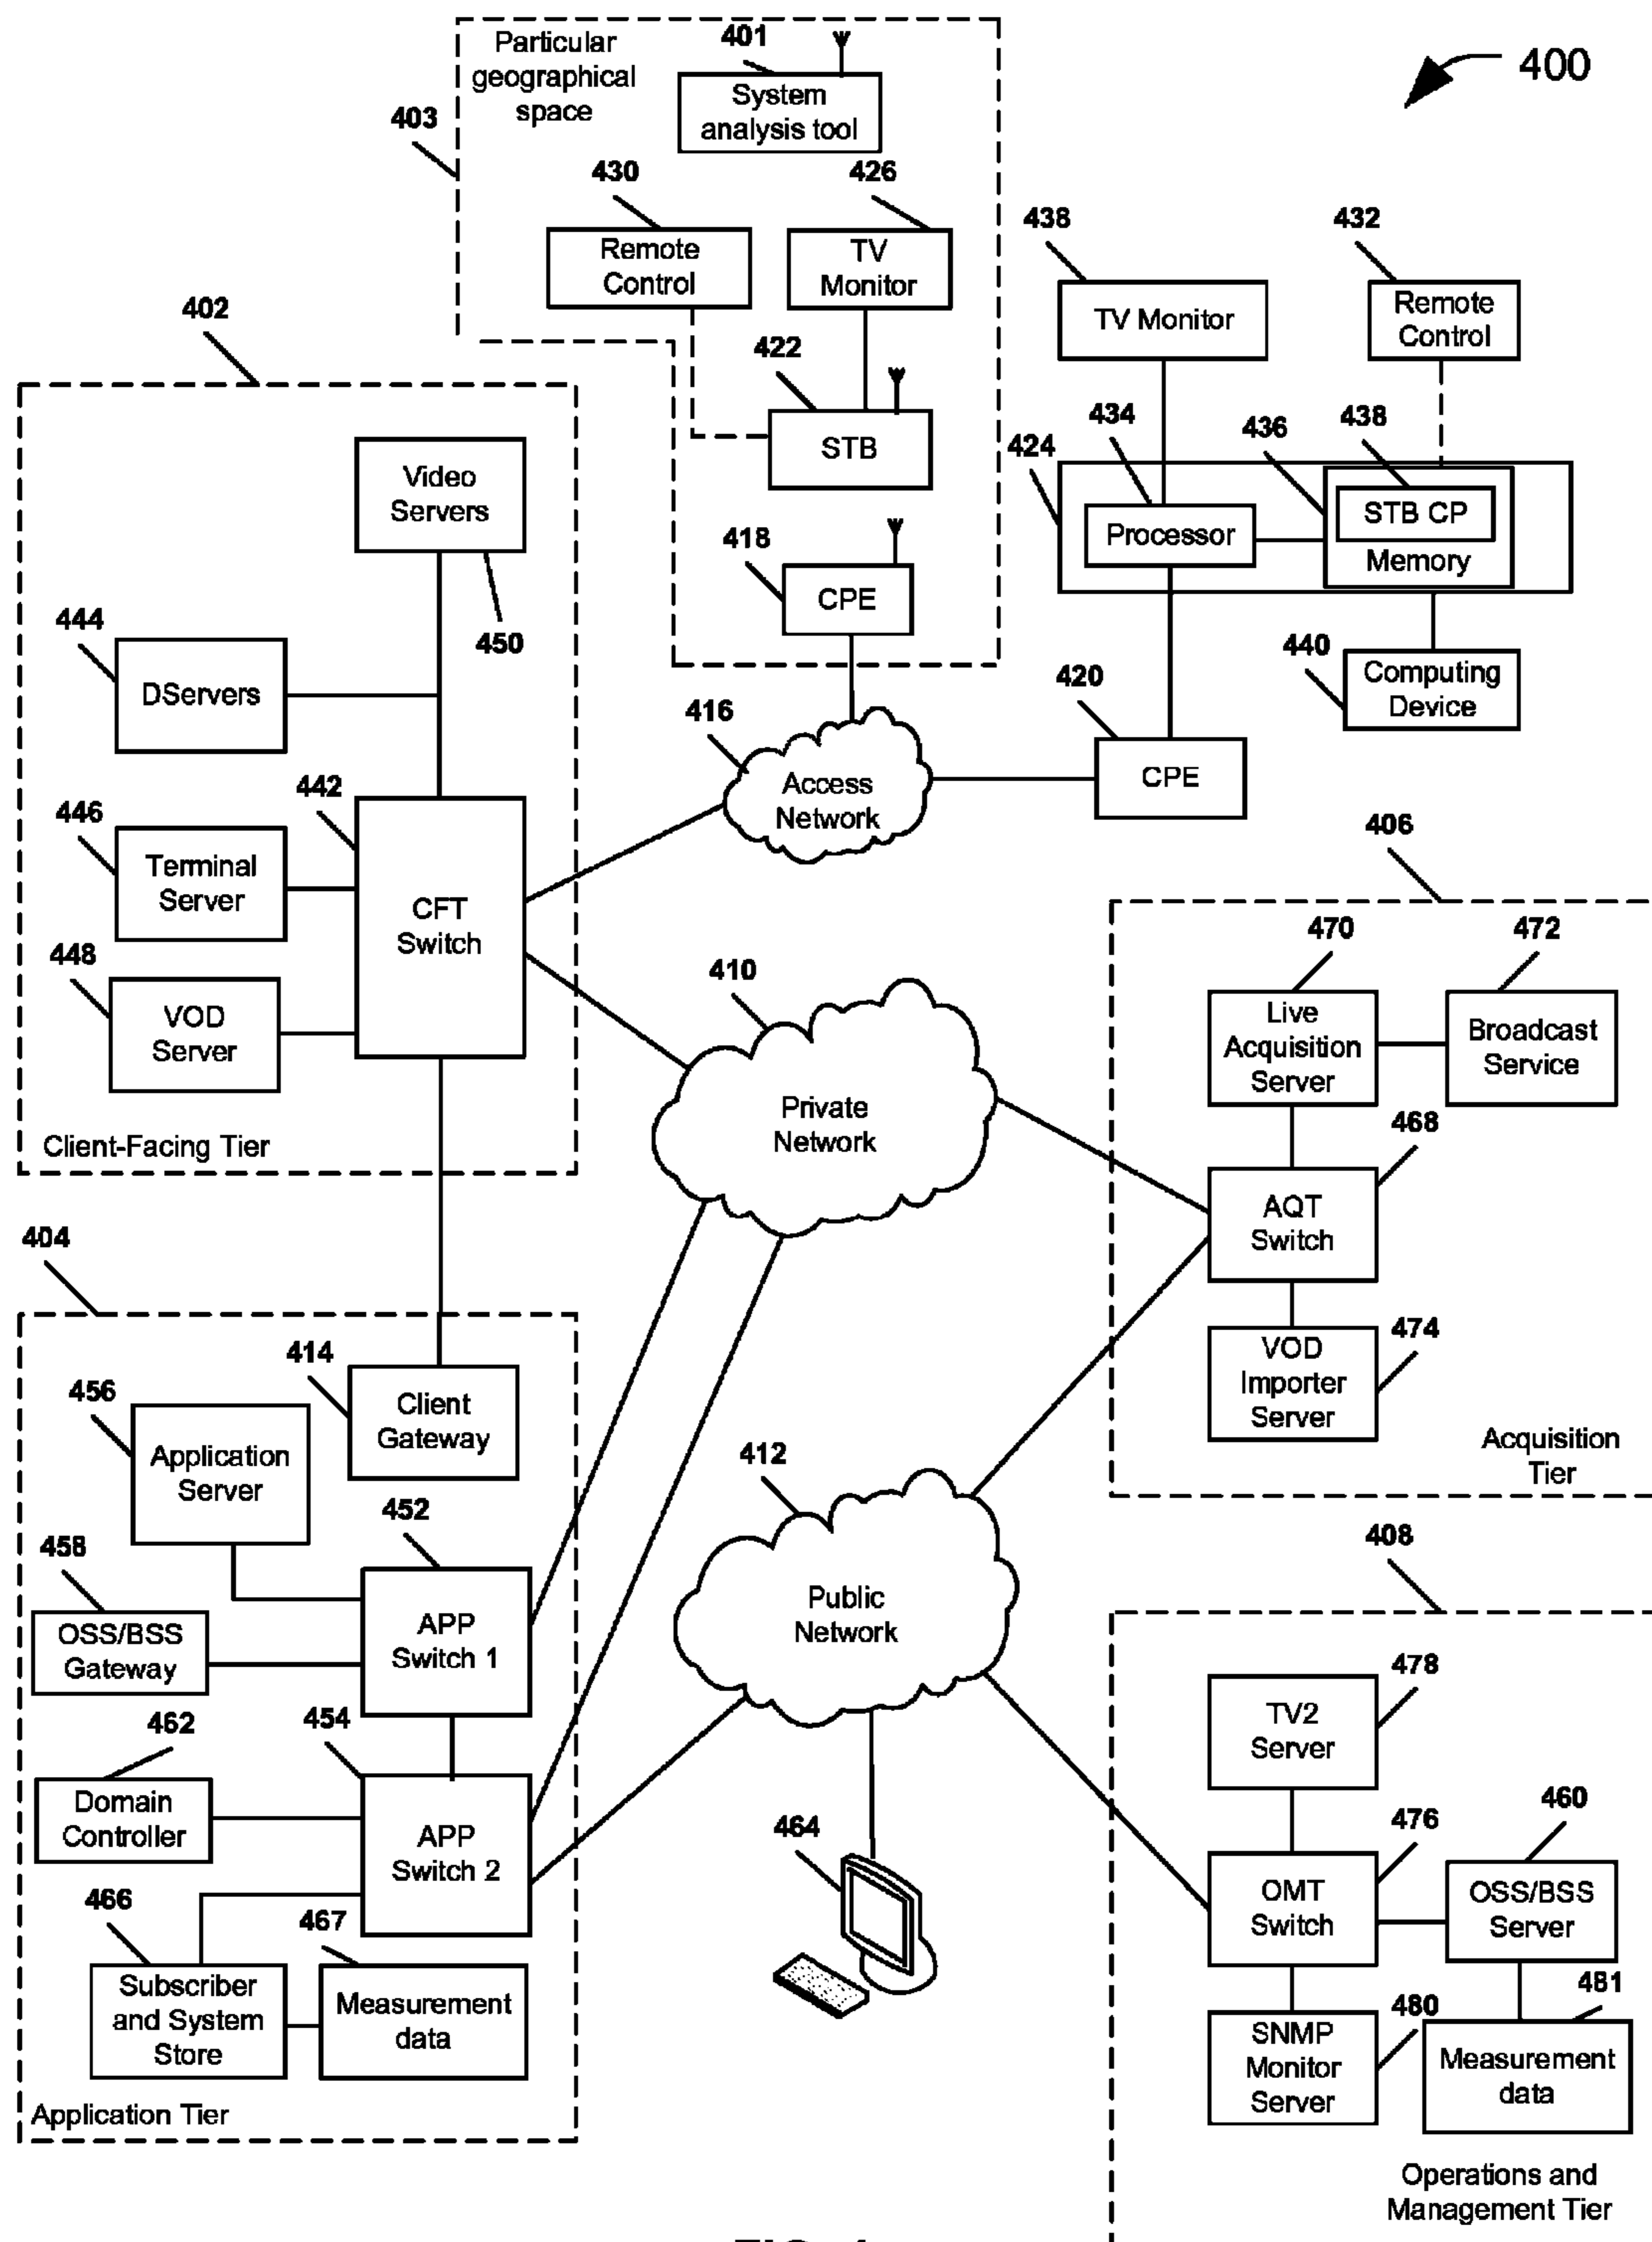 400
Particular
geographical
space
401
System
analysis tool
403
430
Remote
Control
426
TV
Monitor
422
STB
418
CPE
438
TV Monitor
432
Remote
Control
424
434
Processor
436
438
STB CP
Memory
440
Computing
Device
420
CPE
416
Access
Network
402
Video
Servers
450
444
DServers
442
CFT
Switch
446
Terminal
Server
448
VOD
Server
Client-Facing Tier
410
Private
Network
406
470
Live
Acquisition
Server
472
Broadcast
Service
468
AQT
Switch
474
VOD
Importer
Server
Acquisition
Tier
404
414
Client
Gateway
456
Application
Server
452
APP
Switch 1
458
OSS/BSS
Gateway
462
Domain
Controller
454
APP
Switch 2
466
Subscriber
and System
Store
467
Measurement
data
Application Tier
412
Public
Network
464
408
478
TV2
Server
476
OMT
Switch
460
OSS/BSS
Server
480
SNMP
Monitor
Server
481
Measurement
data
Operations and
Management Tier